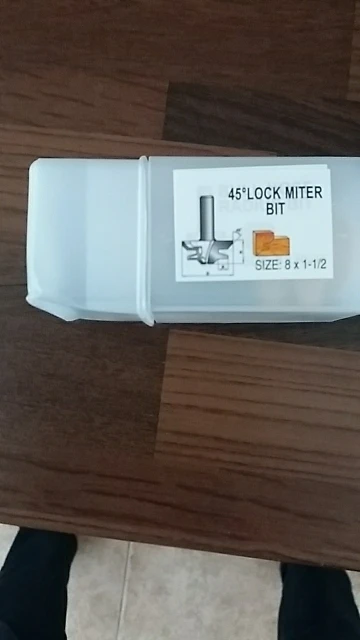 45°LOCK MITER
BIT
SIZE: 8 x 1-1/2